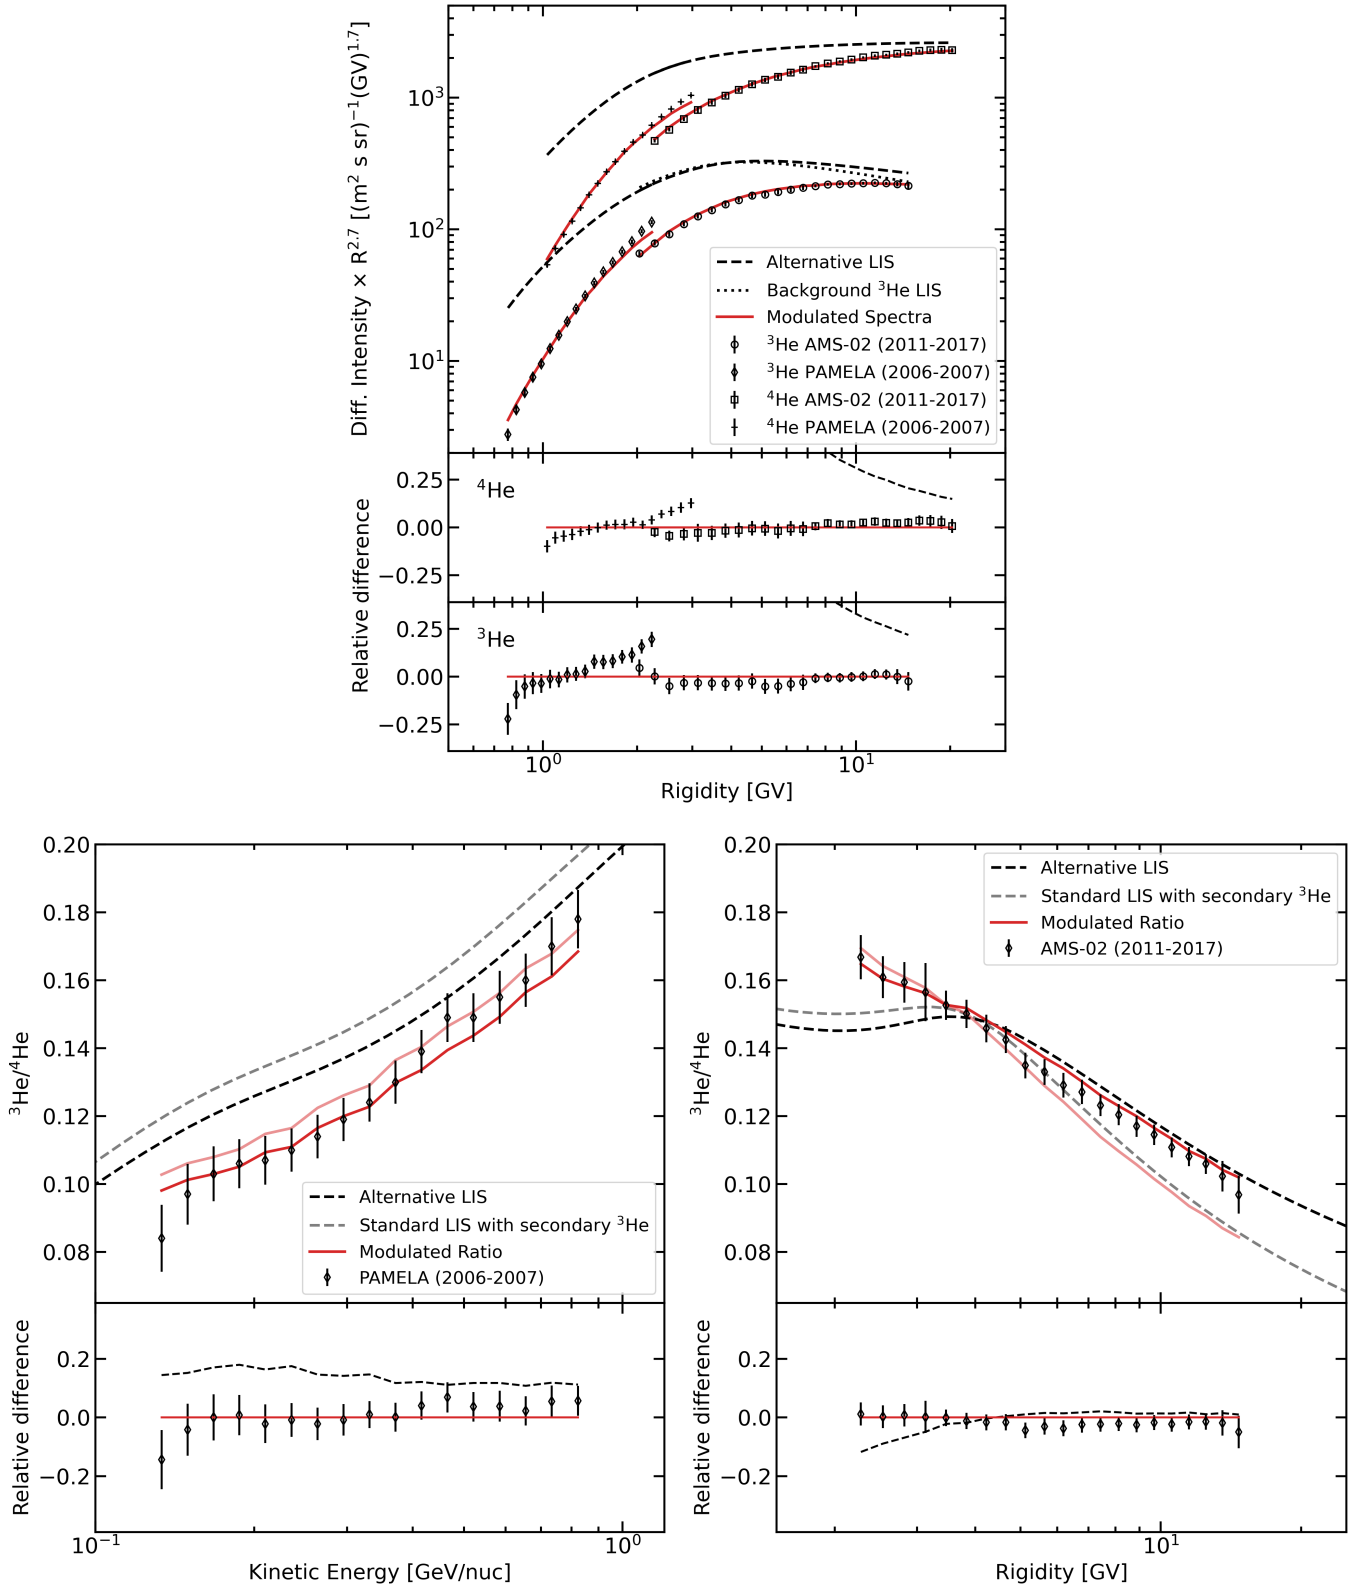 Diff. Intensity × R^2.7 [(m^2 s sr)^−1(GV)^1.7]
10^3
10^2
10^1
Alternative LIS
Background ^3He LIS
Modulated Spectra
^3He AMS-02 (2011-2017)
^3He PAMELA (2006-2007)
^4He AMS-02 (2011-2017)
^4He PAMELA (2006-2007)
Relative difference
^4He
0.25
0.00
−0.25
^3He
0.25
0.00
−0.25
10^0 10^1
Rigidity [GV]
^3He/^4He
0.20
0.18
0.16
0.14
0.12
0.10
0.08
Alternative LIS
Standard LIS with secondary ^3He
Modulated Ratio
PAMELA (2006-2007)
Relative difference
0.2
0.0
−0.2
10^−1 10^0
Kinetic Energy [GeV/nuc]
^3He/^4He
0.20
0.18
0.16
0.14
0.12
0.10
0.08
Alternative LIS
Standard LIS with secondary ^3He
Modulated Ratio
AMS-02 (2011-2017)
Relative difference
0.2
0.0
−0.2
10^1
Rigidity [GV]